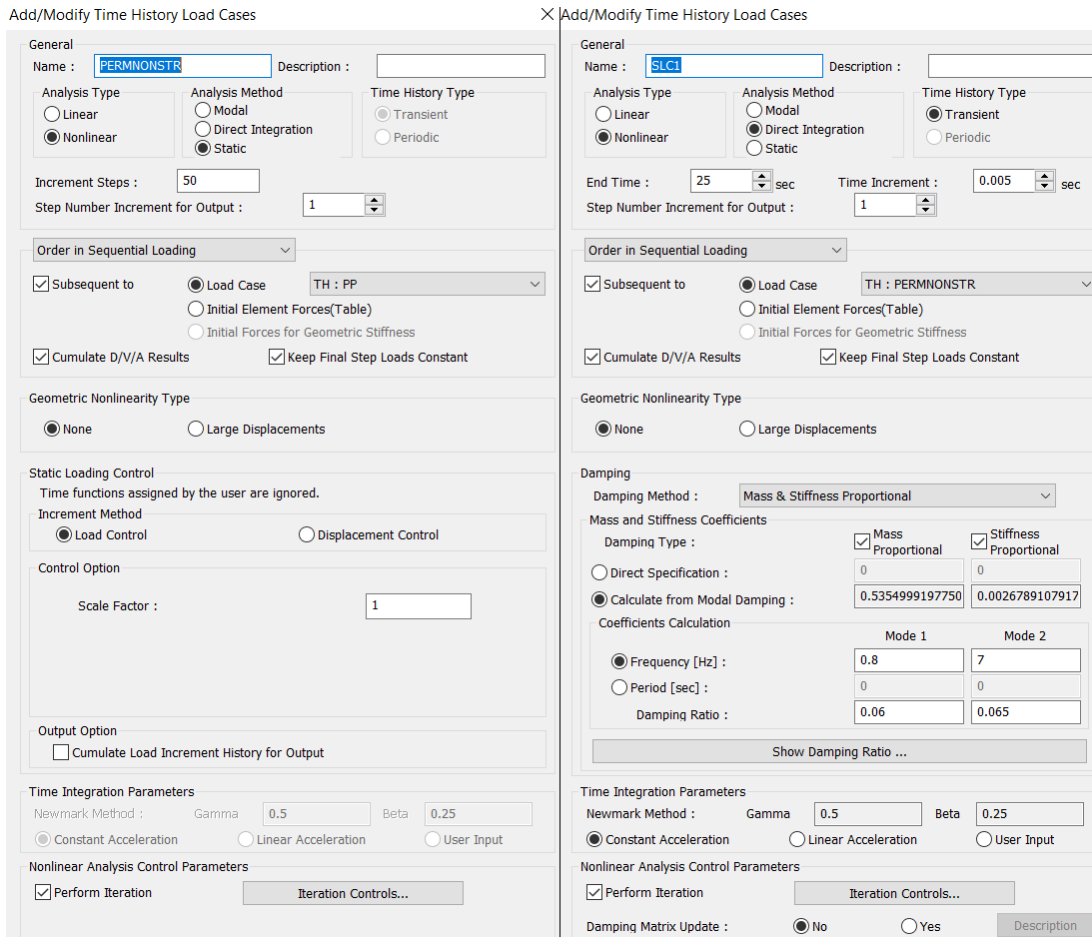 Add/Modify Time History Load Cases
General
Name : PERMNONSTR Description :
Analysis Type Analysis Method Time History Type
Linear Modal Transient
Nonlinear Direct Integration Periodic
Static
Increment Steps : 50
Step Number Increment for Output : 1
Order in Sequential Loading
Subsequent to Load Case TH : PP
Initial Element Forces(Table)
Initial Forces for Geometric Stiffness
Cumulate D/V/A Results Keep Final Step Loads Constant
Geometric Nonlinearity Type
None Large Displacements
Static Loading Control
Time functions assigned by the user are ignored.
Increment Method
Load Control Displacement Control
Control Option
Scale Factor : 1
Output Option
Cumulate Load Increment History for Output
Time Integration Parameters
Newmark Method : Gamma 0.5 Beta 0.25
Constant Acceleration Linear Acceleration User Input
Nonlinear Analysis Control Parameters
Perform Iteration Iteration Controls...
Add/Modify Time History Load Cases
General
Name : SLC1 Description :
Analysis Type Analysis Method Time History Type
Linear Modal Transient
Nonlinear Direct Integration Periodic
Static
End Time : 25 sec Time Increment : 0.005 sec
Step Number Increment for Output : 1
Order in Sequential Loading
Subsequent to Load Case TH : PERMNONSTR
Initial Element Forces(Table)
Initial Forces for Geometric Stiffness
Cumulate D/V/A Results Keep Final Step Loads Constant
Geometric Nonlinearity Type
None Large Displacements
Damping
Damping Method : Mass & Stiffness Proportional
Mass and Stiffness Coefficients
Damping Type : Mass Proportional Stiffness Proportional
Direct Specification : 0 0
Calculate from Modal Damping : 0.5354999197750 0.0026789107917
Coefficients Calculation
Mode 1 Mode 2
Frequency [Hz] : 0.8 7
Period [sec] : 0 0
Damping Ratio : 0.06 0.065
Show Damping Ratio ...
Time Integration Parameters
Newmark Method : Gamma 0.5 Beta 0.25
Constant Acceleration Linear Acceleration User Input
Nonlinear Analysis Control Parameters
Perform Iteration Iteration Controls...
Damping Matrix Update : No Yes Description